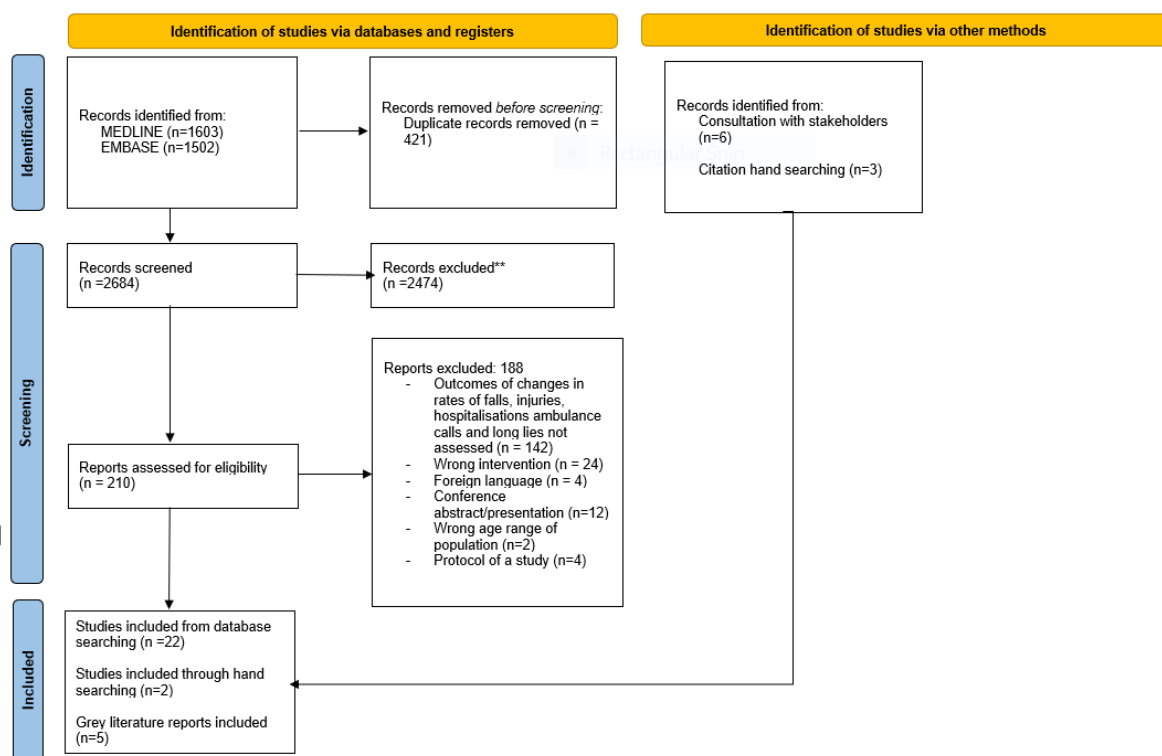 Identification of studies via databases and registers
Identification of studies via other methods
Identification
Records identified from:
MEDLINE (n=1603)
EMBASE (n=1502)
Records removed before screening:
Duplicate records removed (n =
421)
Rectangular Snip
Records identified from:
Consultation with stakeholders
(n=6)
Citation hand searching (n=3)
Screening
Records screened
(n =2684)
Records excluded**
(n =2474)
Reports assessed for eligibility
(n = 210)
Reports excluded: 188
- Outcomes of changes in
rates of falls, injuries,
hospitalisations ambulance
calls and long lies not
assessed (n = 142)
- Wrong intervention (n = 24)
- Foreign language (n = 4)
- Conference
abstract/presentation (n=12)
- Wrong age range of
population (n=2)
- Protocol of a study (n=4)
Included
Studies included from database
searching (n =22)
Studies included through hand
searching (n=2)
Grey literature reports included
(n=5)